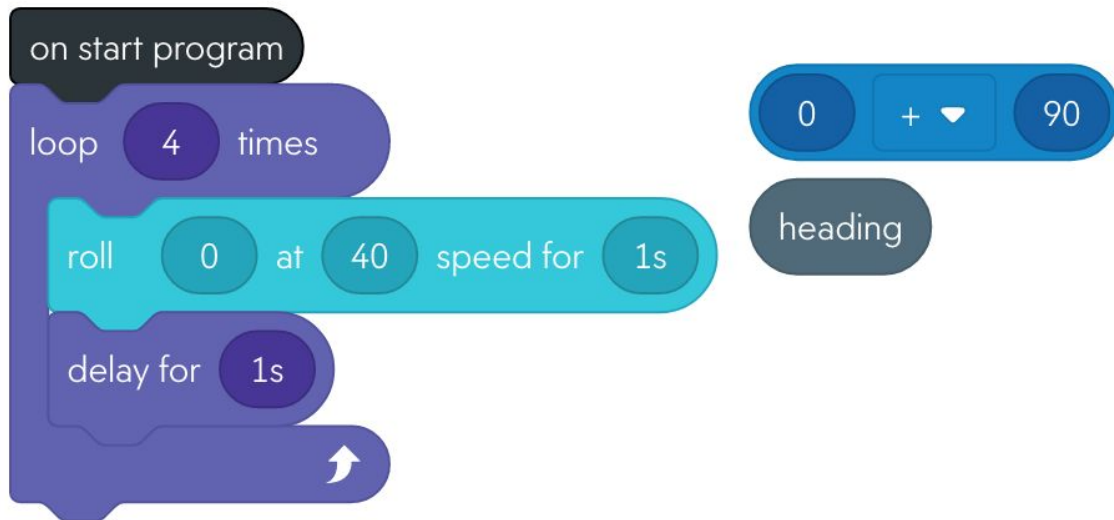 on start program
loop 4 times
roll 0 at 40 speed for 1s
delay for 1s
0 + 90
heading